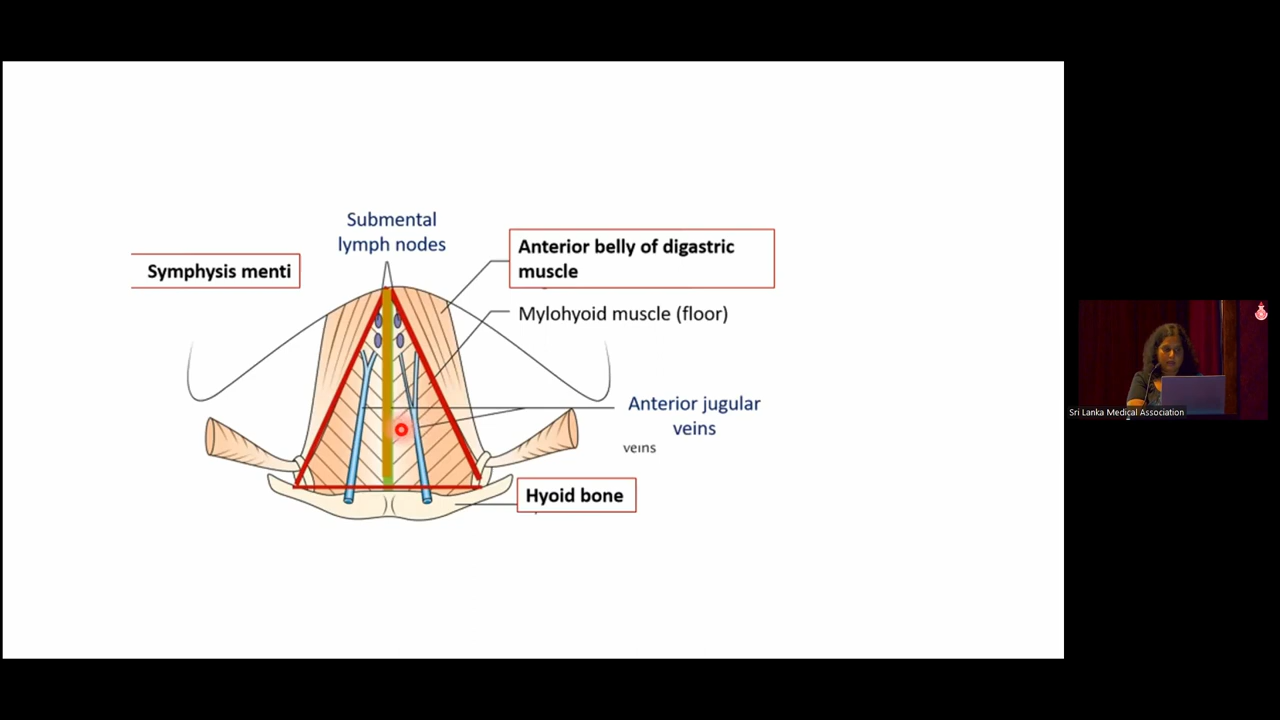 Submental
lymph nodes
Symphysis menti
Anterior belly of digastric
muscle
Mylohyoid muscle (floor)
Anterior jugular
veins
veins
Hyoid bone
Sri Lanka Medical Association